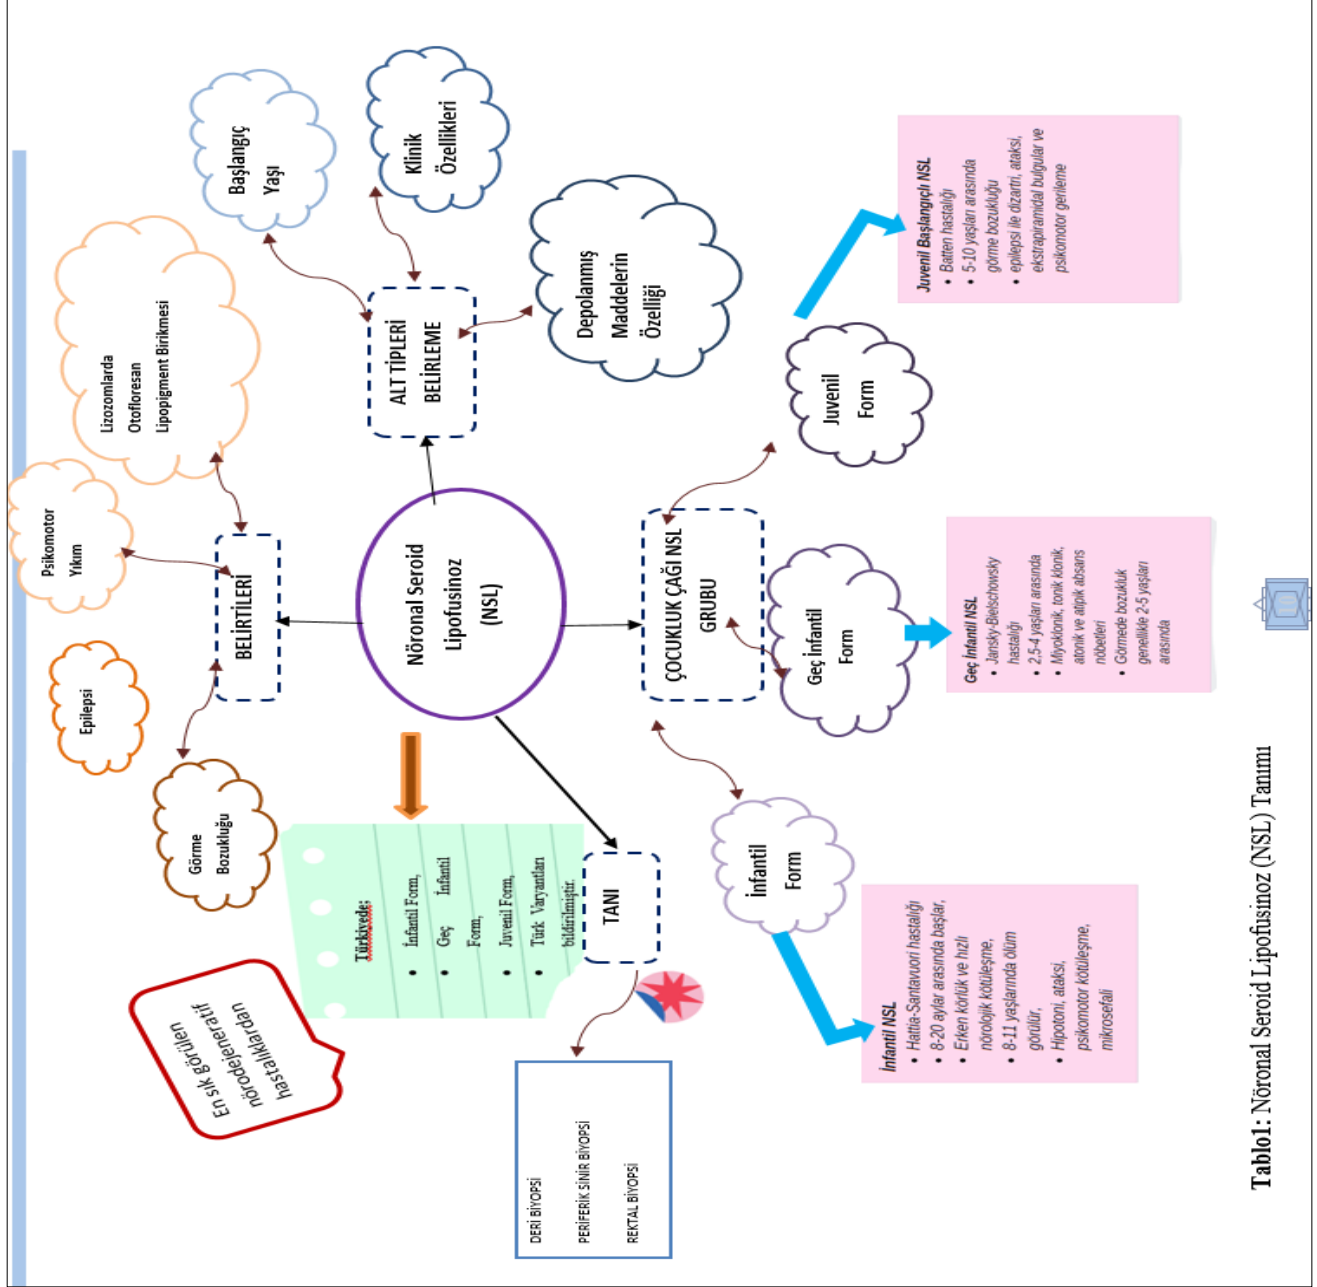 En sık görülen
nörodejeneratif
hastalıklardan
Görme
Bozukluğu
Epilepsi
Psikomotor
Yıkım
Lizozomlarda
Otofloresan
Lipopigment Birikmesi
BELİRTİLERİ
Başlangıç
Yaşı
Klinik
Özellikleri
ALT TİPLERİ
BELİRLEME
Depolanmış
Maddelerin
Özelliği
Nöronal Seroid
Lipofusinoz
(NSL)
Türkiyede;
• İnfantil Form,
• Geç İnfantil
Form,
• Juvenil Form,
• Türk Varyantları
bildirilmiştir.
TANI
DERİ BİYOPSİ
PERİFERİK SİNİR BİYOPSİ
REKTAL BİYOPSİ
ÇOCUKLUK ÇAĞI NSL
GRUBU
İnfantil
Form
Geç İnfantil
Form
Juvenil
Form
İnfantil NSL
• Hattia-Santavuori hastalığı
• 8-20 aylar arasında başlar,
• Erken körlük ve hızlı
nörolojik kötüleşme,
• 8-11 yaşlarında ölüm
görülür,
• Hipotoni, ataksi,
psikomotor kötüleşme,
mikrosefali
Geç İnfantil NSL
• Jansky-Bielschowsky
hastalığı
• 2,5-4 yaşları arasında
• Miyoklonik, tonik klonik,
atonik ve atipik absans
nöbetleri
• Görmede bozukluk
genellikle 2-5 yaşları
arasında
Juvenil Başlangıçlı NSL
• Batten hastalığı
• 5-10 yaşları arasında
görme bozukluğu
• epilepsi ile dizartri, ataksi,
ekstrapiramidal bulgular ve
psikomotor gerileme
Tablo1: Nöronal Seroid Lipofusinoz (NSL) Tanımı